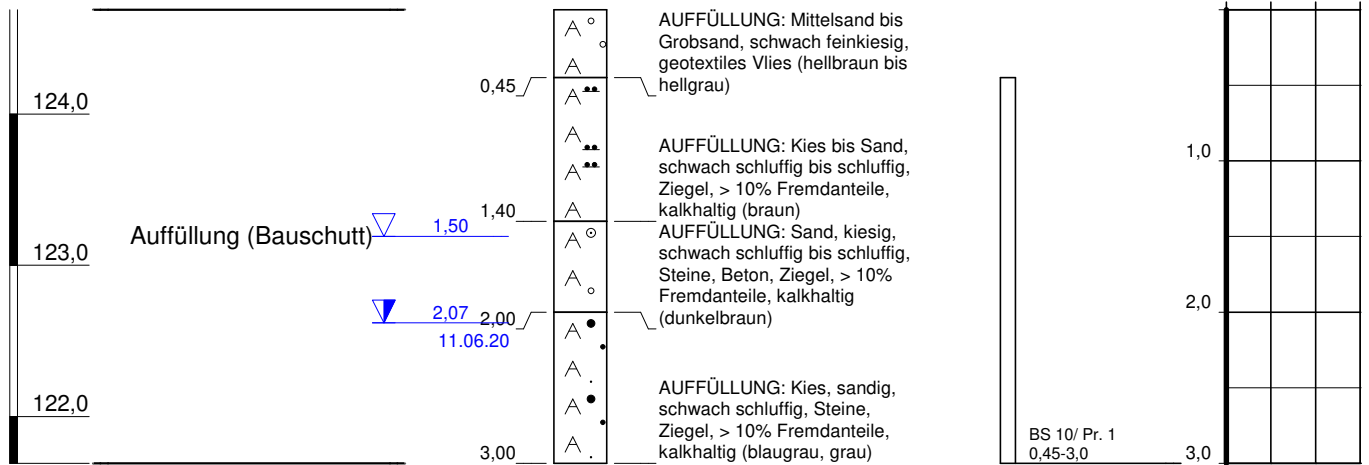 AUFFÜLLUNG: Mittelsand bis
Grobsand, schwach feinkiesig,
geotextiles Vlies (hellbraun bis
hellgrau)
0,45
124,0
AUFFÜLLUNG: Kies bis Sand,
schwach schluffig bis schluffig,
Ziegel, > 10% Fremdanteile,
kalkhaltig (braun)
1,0
1,40
1,50
Auffüllung (Bauschutt)
123,0
AUFFÜLLUNG: Sand, kiesig,
schwach schluffig bis schluffig,
Steine, Beton, Ziegel, > 10%
Fremdanteile, kalkhaltig
(dunkelbraun)
2,0
2,07
2,00
11.06.20
122,0
AUFFÜLLUNG: Kies, sandig,
schwach schluffig, Steine,
Ziegel, > 10% Fremdanteile,
kalkhaltig (blaugrau, grau)
3,00
BS 10/ Pr. 1
0,45-3,0
3,0
A
A
A
A
A
A
A
A
A
A
A
A